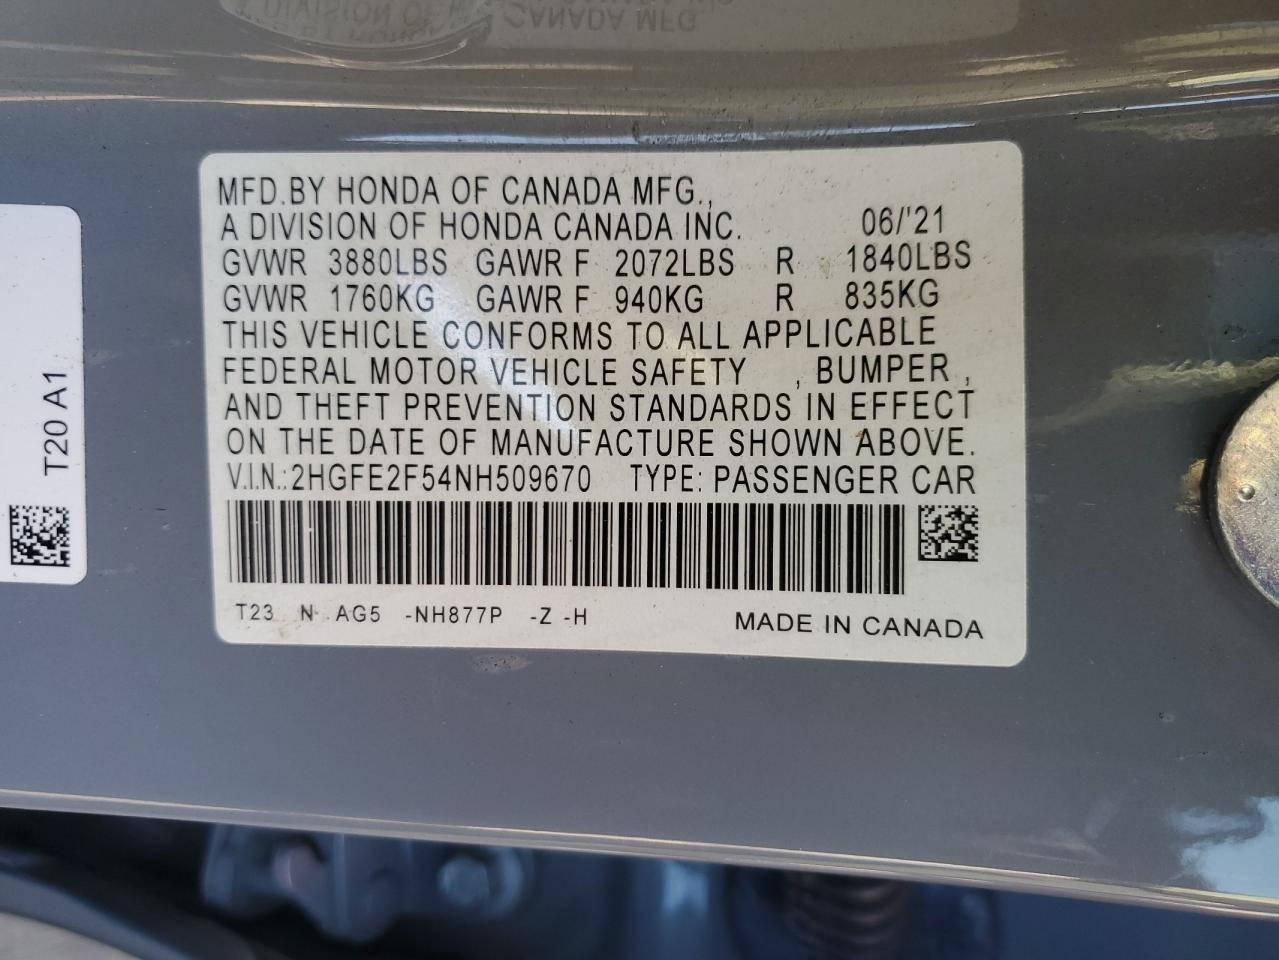 MFD.BY HONDA OF CANADA MFG.,
A DIVISION OF HONDA CANADA INC. 06/'21
GVWR 3880LBS GAWR F 2072LBS R 1840LBS
GVWR 1760KG GAWR F 940KG R 835KG
THIS VEHICLE CONFORMS TO ALL APPLICABLE
FEDERAL MOTOR VEHICLE SAFETY , BUMPER ,
AND THEFT PREVENTION STANDARDS IN EFFECT
ON THE DATE OF MANUFACTURE SHOWN ABOVE.
V.I.N.:2HGFE2F54NH509670 TYPE: PASSENGER CAR
T23 N AG5 -NH877P -Z -H MADE IN CANADA
T20 A1
CANADA MFG.